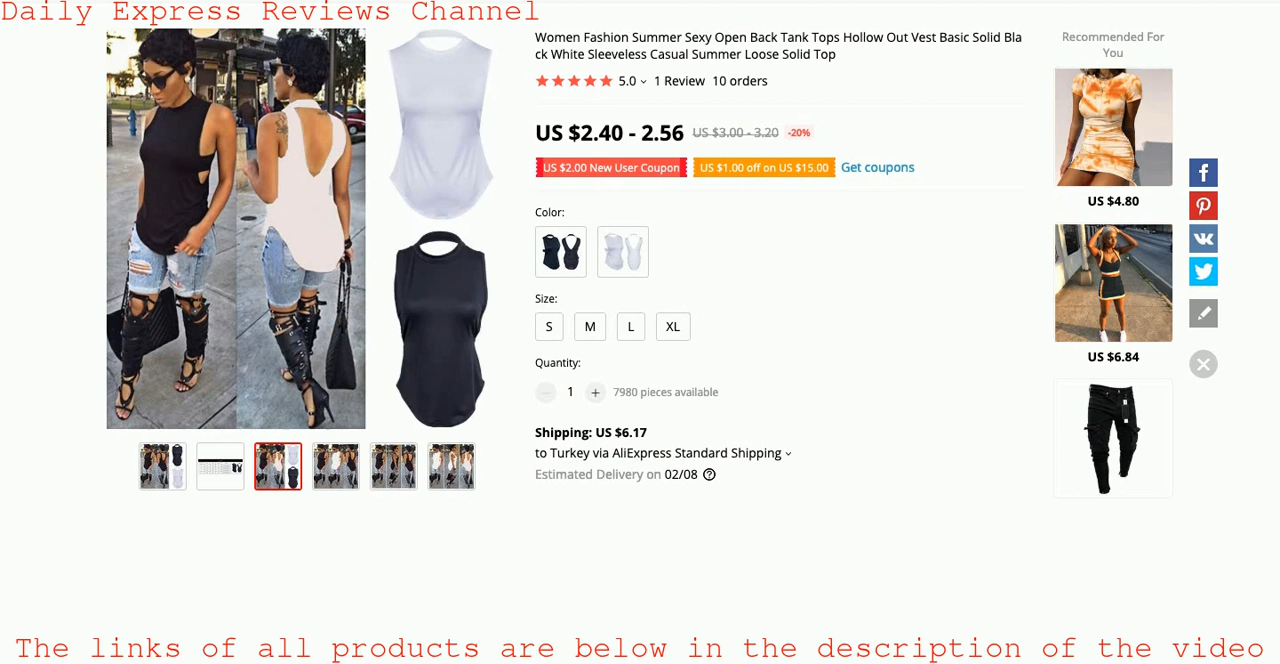 Daily Express Reviews Channel
Women Fashion Summer Sexy Open Back Tank Tops Hollow Out Vest Basic Solid Bla
ck White Sleeveless Casual Summer Loose Solid Top
5.0 1 Review 10 orders
US $2.40 - 2.56 US $3.00 - 3.20 -20%
US $2.00 New User Coupon US $1.00 off on US $15.00 Get coupons
Color:
Size:
S M L XL
Quantity:
1 + 7980 pieces available
Shipping: US $6.17
to Turkey via AliExpress Standard Shipping
Estimated Delivery on 02/08
Recommended For
You
US $4.80
US $6.84
The links of all products are below in the description of the video